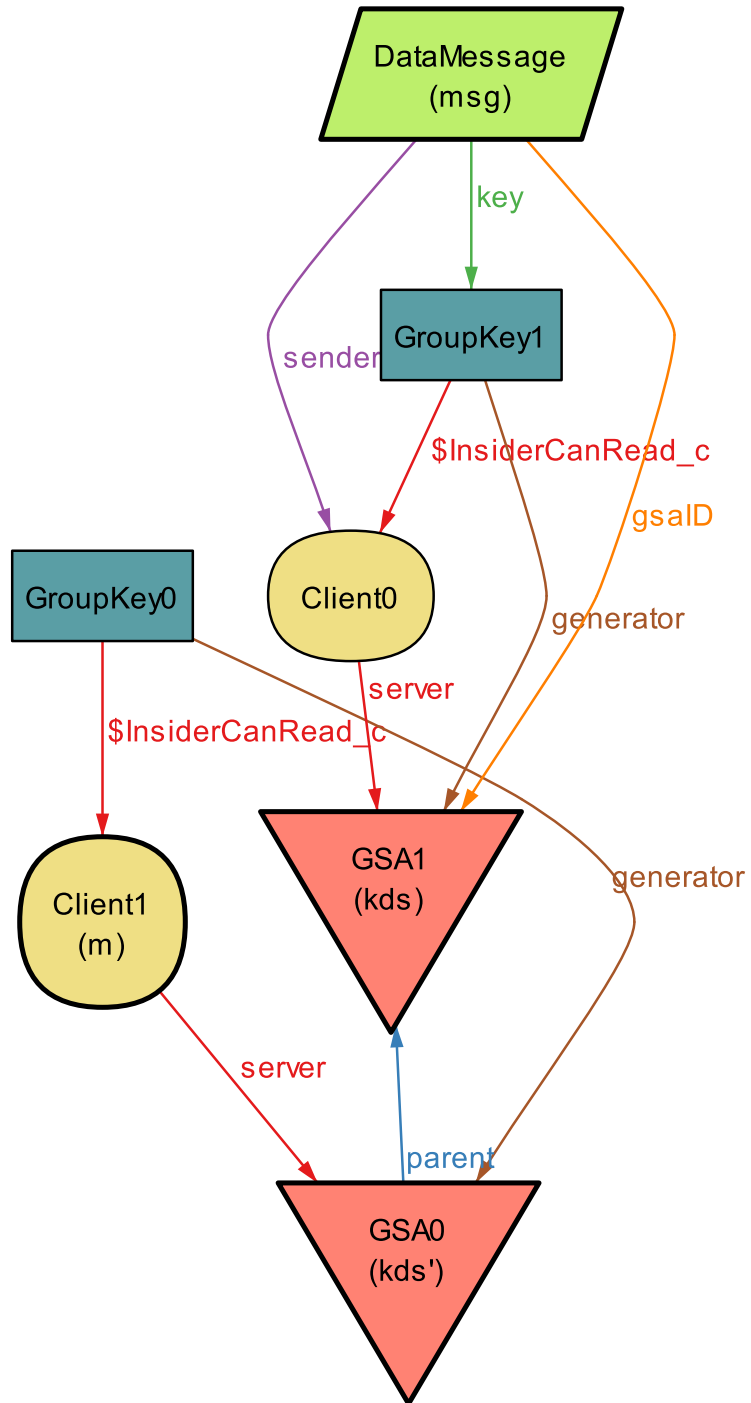 DataMessage
(msg)
key
GroupKey1
sender
$InsiderCanRead_c
gsaID
GroupKey0
Client0
generator
server
$InsiderCanRead_c
GSA1
(kds)
generator
Client1
(m)
server
parent
GSA0
(kds')